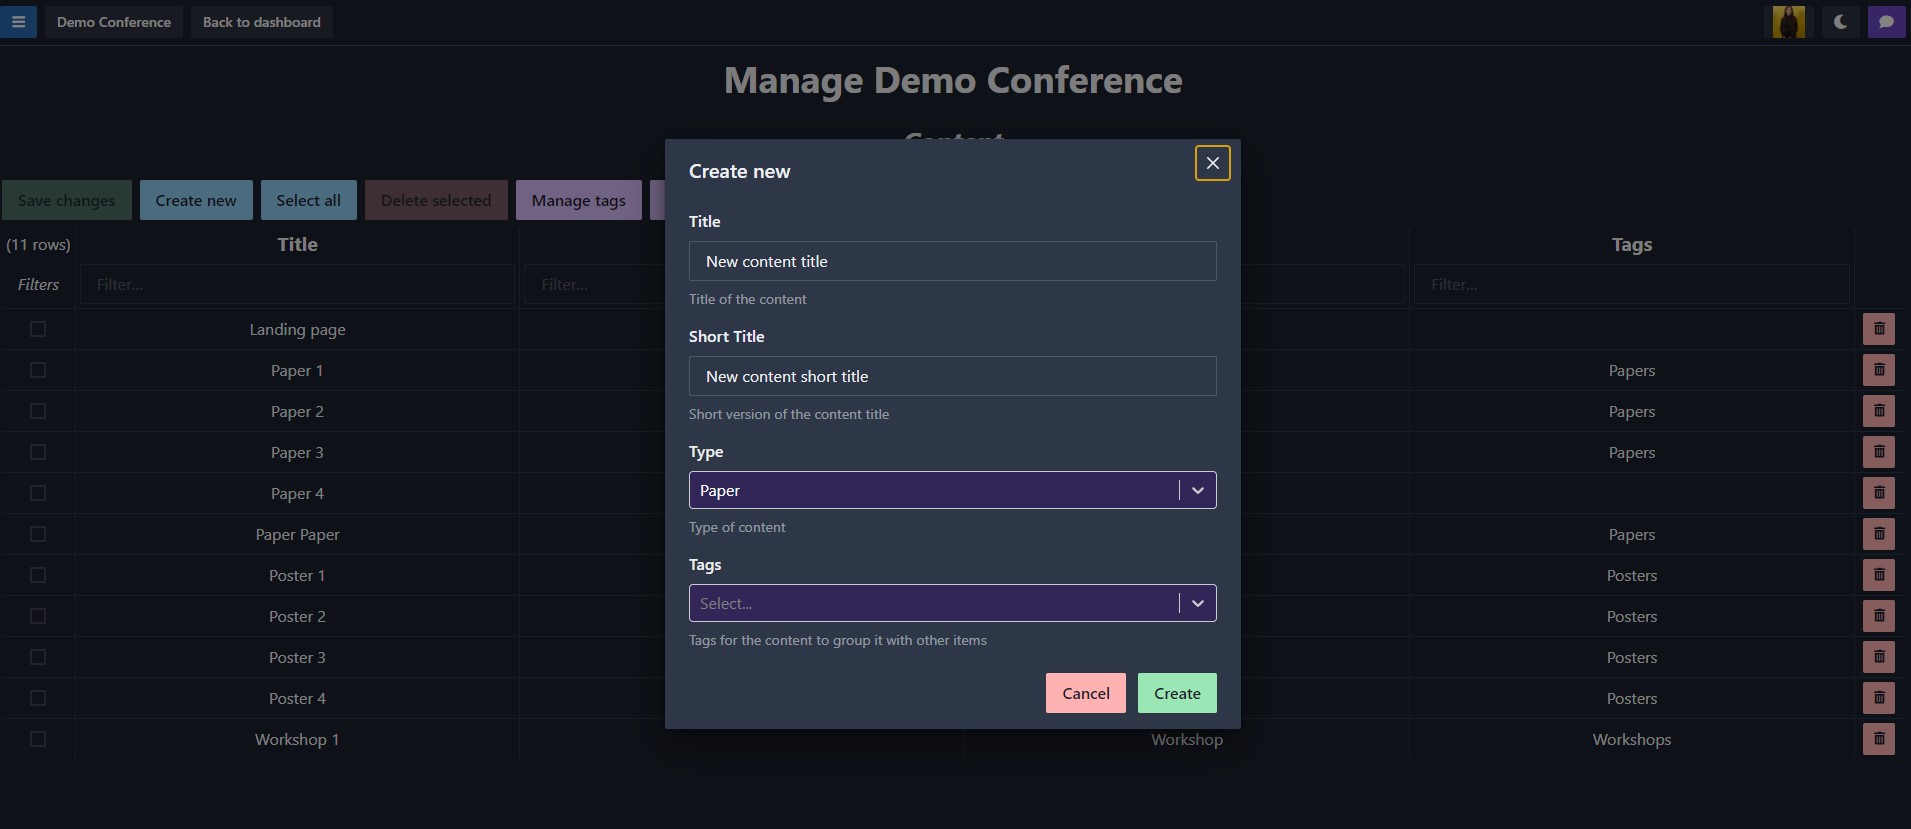 Demo Conference Back to dashboard
Manage Demo Conference
Content
Save changes Create new Select all Delete selected Manage tags
(11 rows) Title Tags
Filters Filter... Filter... Filter...
Landing page
Paper 1 Papers
Paper 2 Papers
Paper 3 Papers
Paper 4
Paper Paper Papers
Poster 1 Posters
Poster 2 Posters
Poster 3 Posters
Poster 4 Posters
Workshop 1 Workshop Workshops
Create new
Title
New content title
Title of the content
Short Title
New content short title
Short version of the content title
Type
Paper
Type of content
Tags
Select...
Tags for the content to group it with other items
Cancel Create